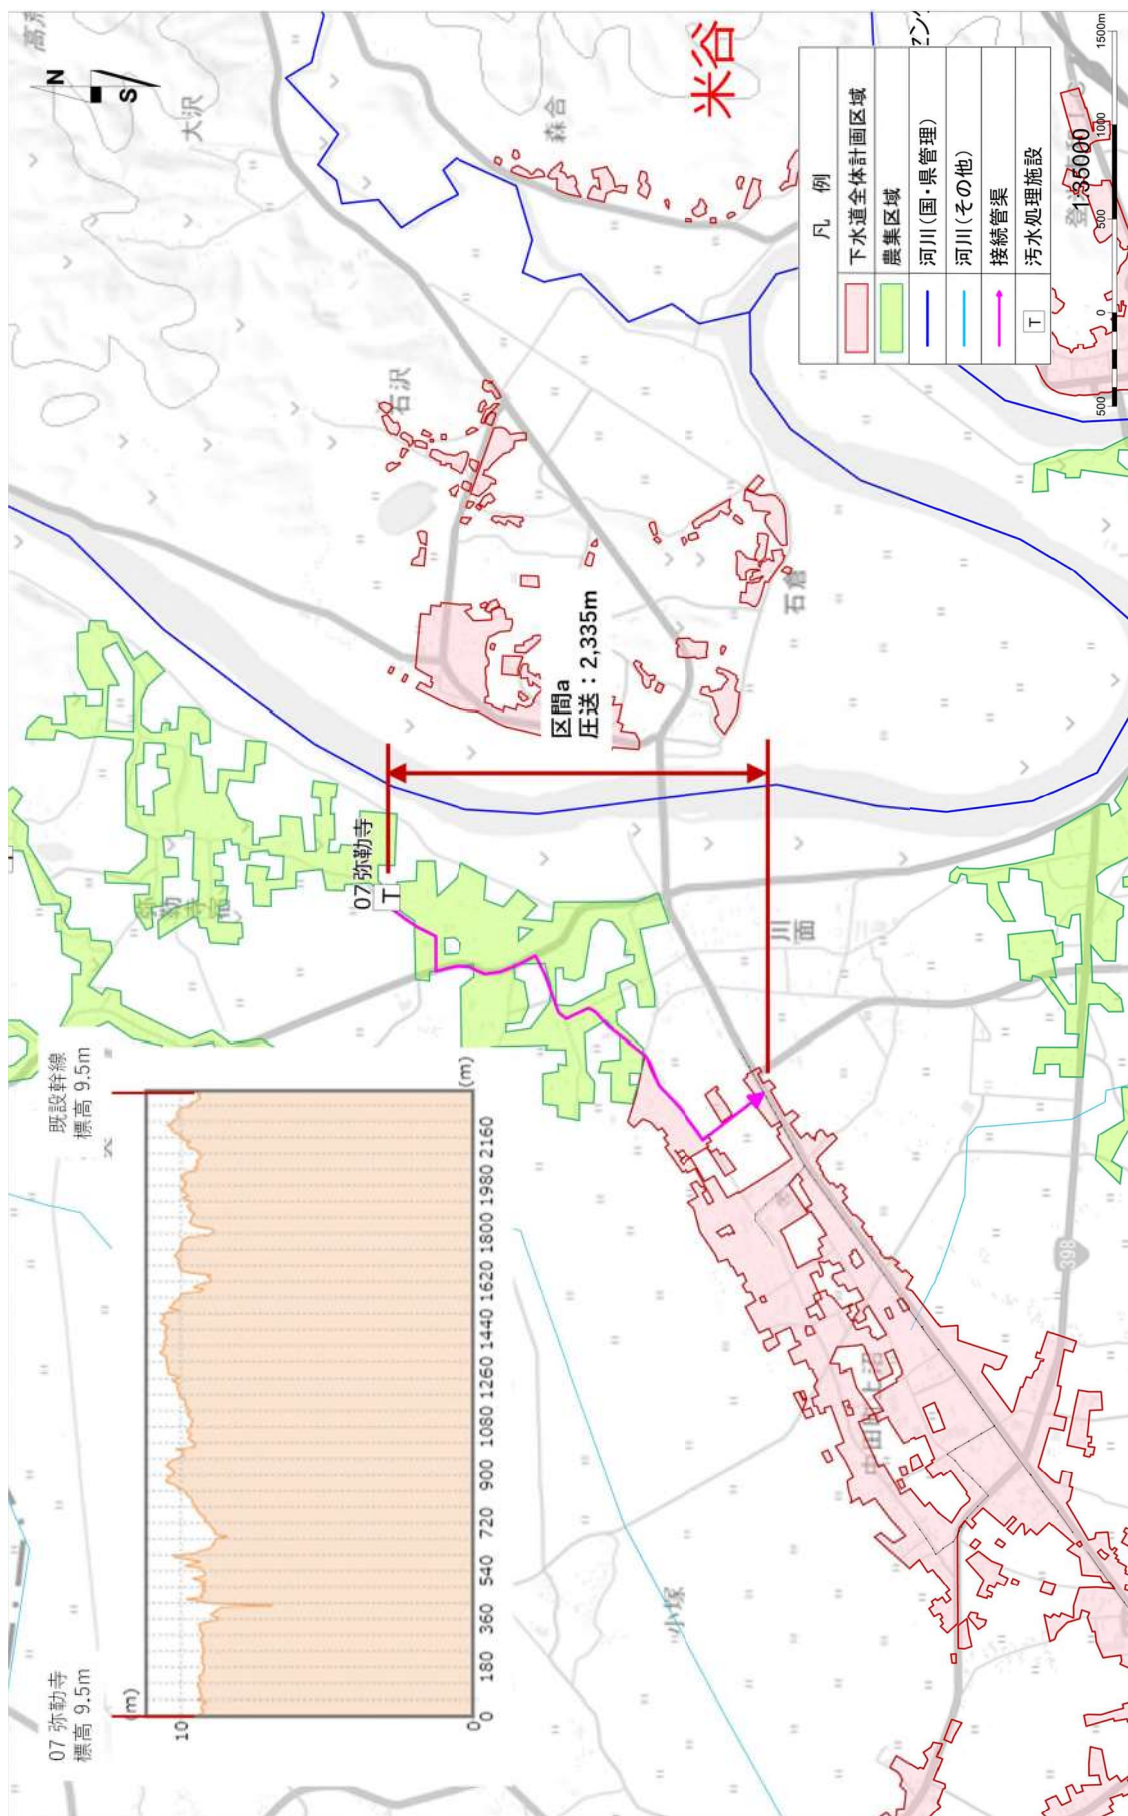 07 弥勒寺
標高 9.5m
既設幹線
標高 9.5m
(m)
10
0
0 180 360 540 720 900 1080 1260 1440 1620 1800 1980 2160
(m)
07弥勒寺
T
区間a
圧送：2,335m
N
S
大沢
森合
米谷
石沢
石倉
川面
小塚
398
凡 例
下水道全体計画区域
農集区域
河川（国・県管理）
河川（その他）
接続管渠
T 汚水処理施設
1:35000
500 0 500 1000 1500m